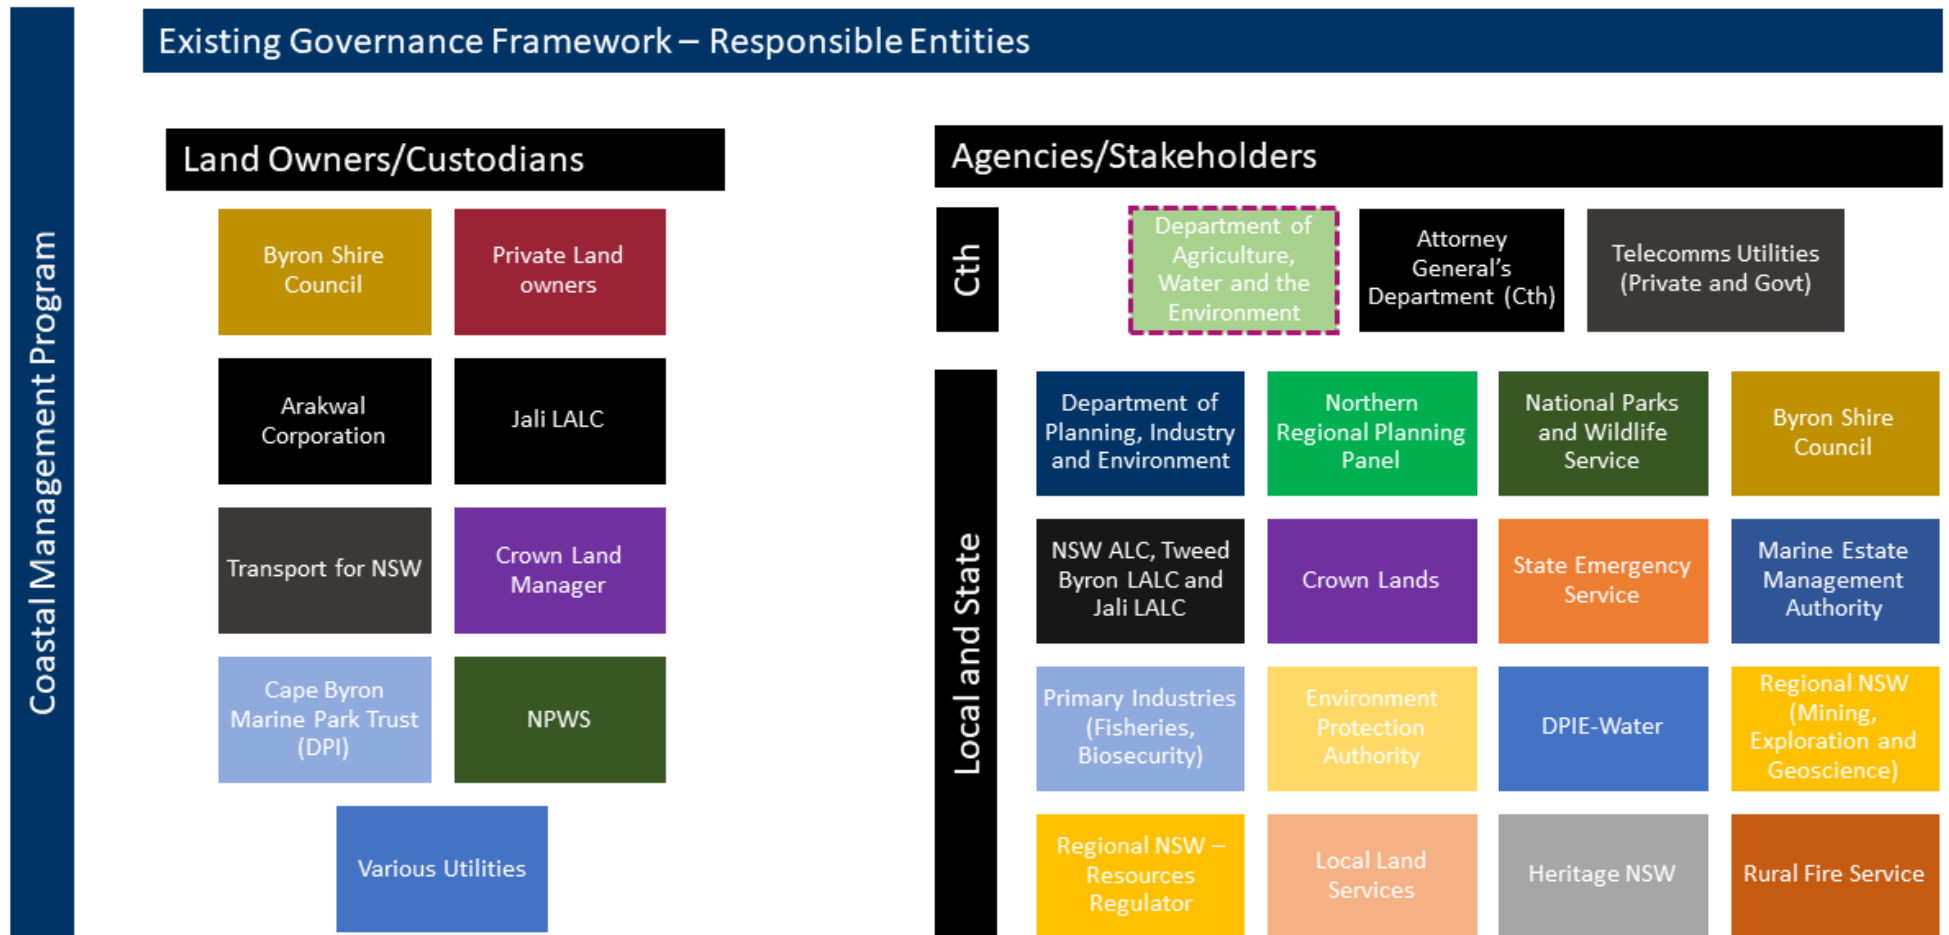 Existing Governance Framework – Responsible Entities
Coastal Management Program
Land Owners/Custodians
Byron Shire
Council
Private Land
owners
Arakwal
Corporation
Jali LALC
Transport for NSW
Crown Land
Manager
Cape Byron
Marine Park Trust
(DPI)
NPWS
Various Utilities
Agencies/Stakeholders
Cth
Department of
Agriculture,
Water and the
Environment
Attorney
General’s
Department (Cth)
Telecomms Utilities
(Private and Govt)
Local and State
Department of
Planning, Industry
and Environment
Northern
Regional Planning
Panel
National Parks
and Wildlife
Service
Byron Shire
Council
NSW ALC, Tweed
Byron LALC and
Jali LALC
Crown Lands
State Emergency
Service
Marine Estate
Management
Authority
Primary Industries
(Fisheries,
Biosecurity)
Environment
Protection
Authority
DPIE-Water
Regional NSW
(Mining,
Exploration and
Geoscience)
Regional NSW –
Resources
Regulator
Local Land
Services
Heritage NSW
Rural Fire Service